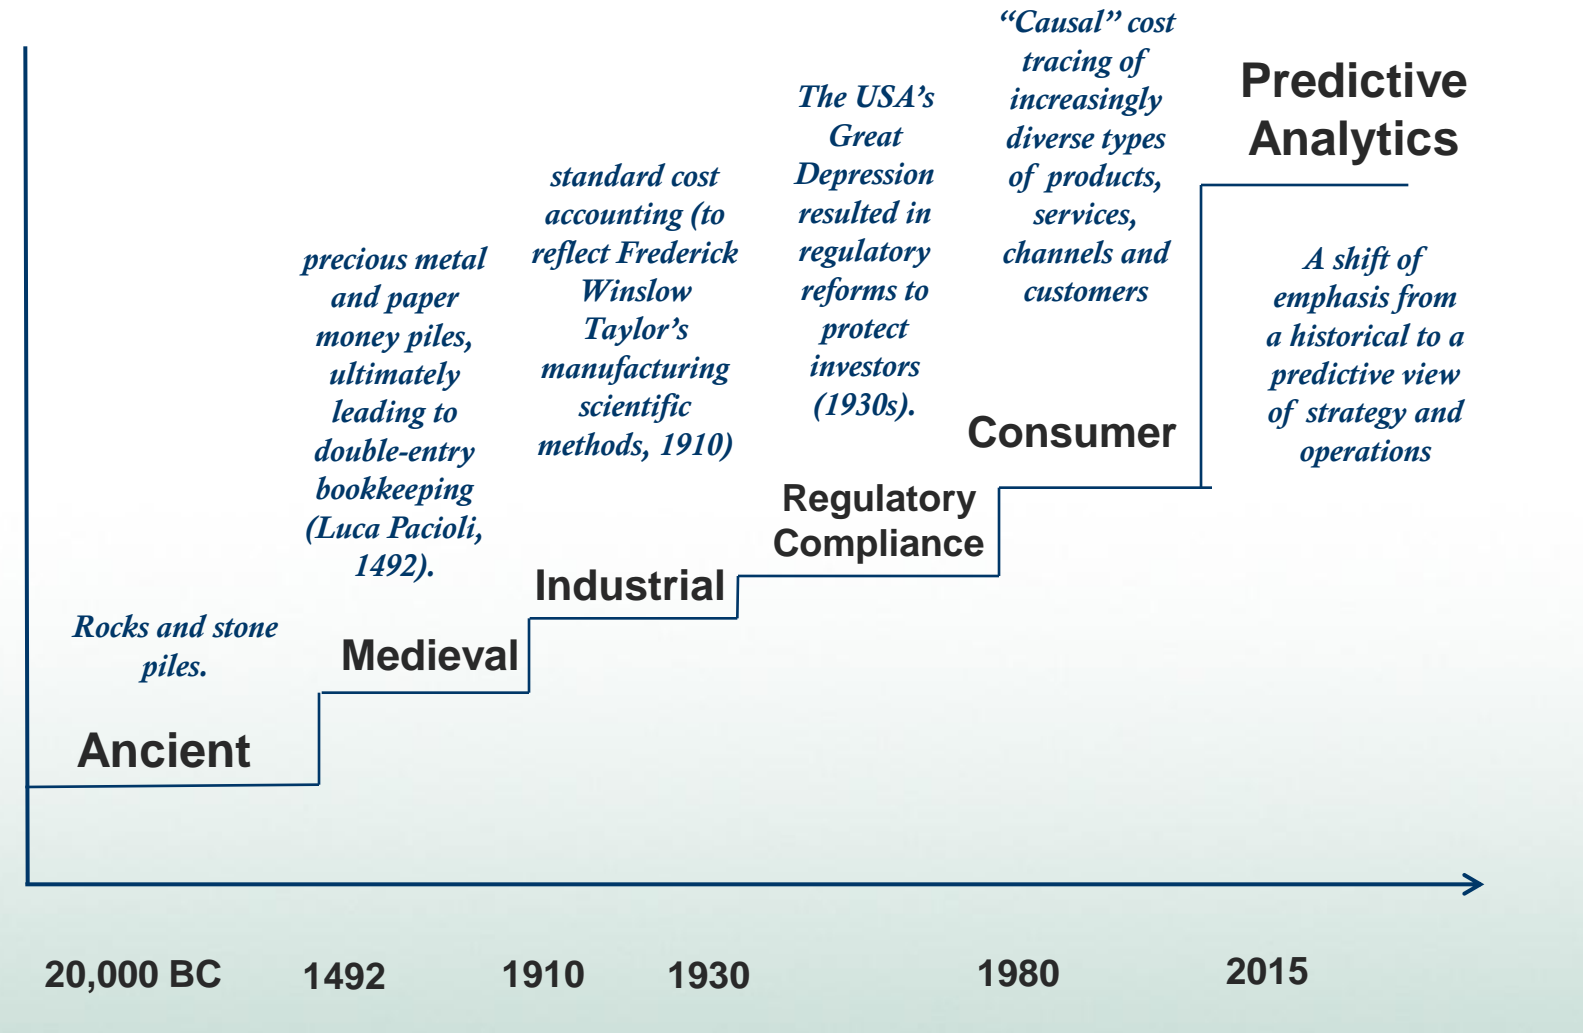 Rocks and stone
piles.
Ancient
precious metal
and paper
money piles,
ultimately
leading to
double-entry
bookkeeping
(Luca Pacioli,
1492).
Medieval
standard cost
accounting (to
reflect Frederick
Winslow
Taylor’s
manufacturing
scientific
methods, 1910)
Industrial
The USA’s
Great
Depression
resulted in
regulatory
reforms to
protect
investors
(1930s).
Regulatory
Compliance
“Causal” cost
tracing of
increasingly
diverse types
of products,
services,
channels and
customers
Consumer
Predictive
Analytics
A shift of
emphasis from
a historical to a
predictive view
of strategy and
operations
20,000 BC
1492
1910
1930
1980
2015